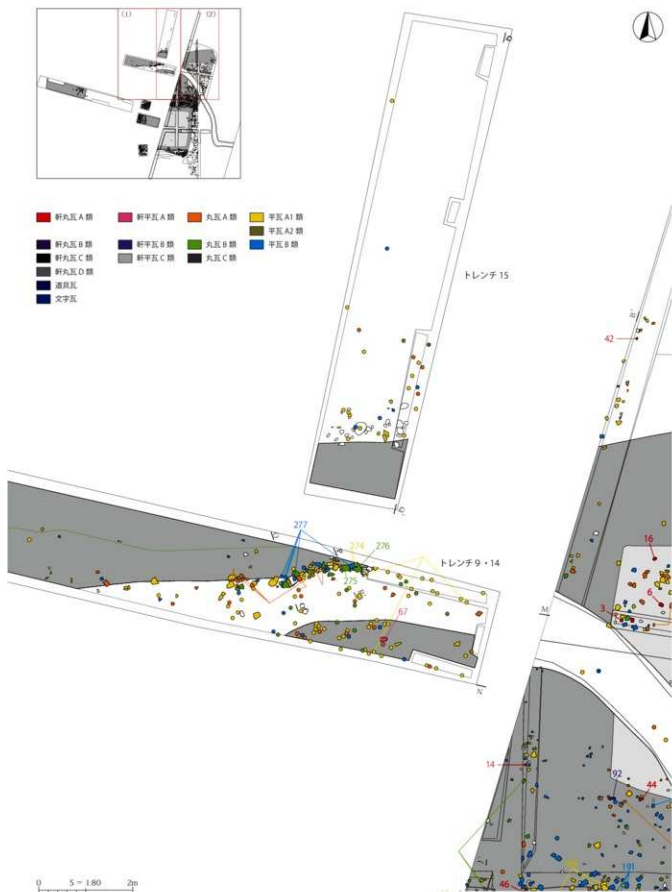 (1) (2)
軒丸瓦 A 類 軒平瓦 A 類 丸瓦 A 類 平瓦 A1 類
平瓦 A2 類
軒丸瓦 B 類 軒平瓦 B 類 丸瓦 B 類 平瓦 B 類
軒丸瓦 C 類 軒平瓦 C 類 丸瓦 C 類
軒丸瓦 D 類
道具瓦
文字瓦
トレンチ 15
42
277
274 276
トレンチ 9・14
275
16
6
3
67
M
N
14
92
44
46
191
0 S = 1:80 2m